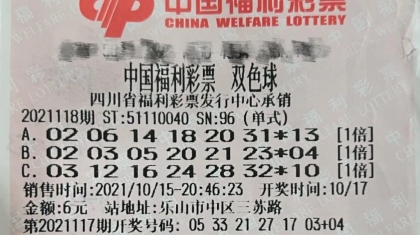 中国福利彩票
CHINA WELFARE LOTTERY
中国福利彩票 双色球
四川省福利彩票发行中心承销
2021118期 ST:51110040 SN:96 (单式)
A. 02 06 14 18 20 31*13 [1倍]
B. 02 03 05 20 21 23*04 [1倍]
C. 03 12 16 24 28 32*10 [1倍]
销售时间:2021/10/15-20:46:23 开奖时间:10/17
金额:6元 站地址:乐山市中区三苏路
第2021117期开奖号码: 05 33 21 27 17 03+04